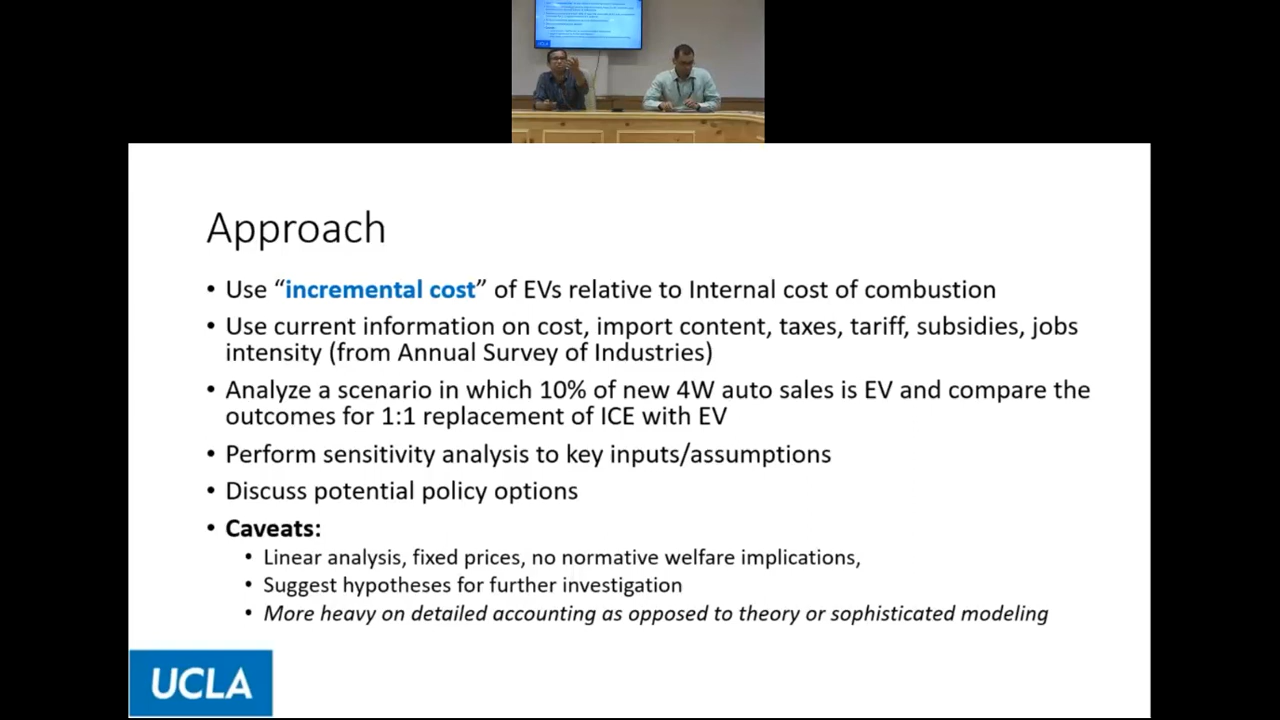 Approach
• Use “incremental cost” of EVs relative to Internal cost of combustion
• Use current information on cost, import content, taxes, tariff, subsidies, jobs
intensity (from Annual Survey of Industries)
• Analyze a scenario in which 10% of new 4W auto sales is EV and compare the
outcomes for 1:1 replacement of ICE with EV
• Perform sensitivity analysis to key inputs/assumptions
• Discuss potential policy options
• Caveats:
• Linear analysis, fixed prices, no normative welfare implications,
• Suggest hypotheses for further investigation
• More heavy on detailed accounting as opposed to theory or sophisticated modeling
UCLA